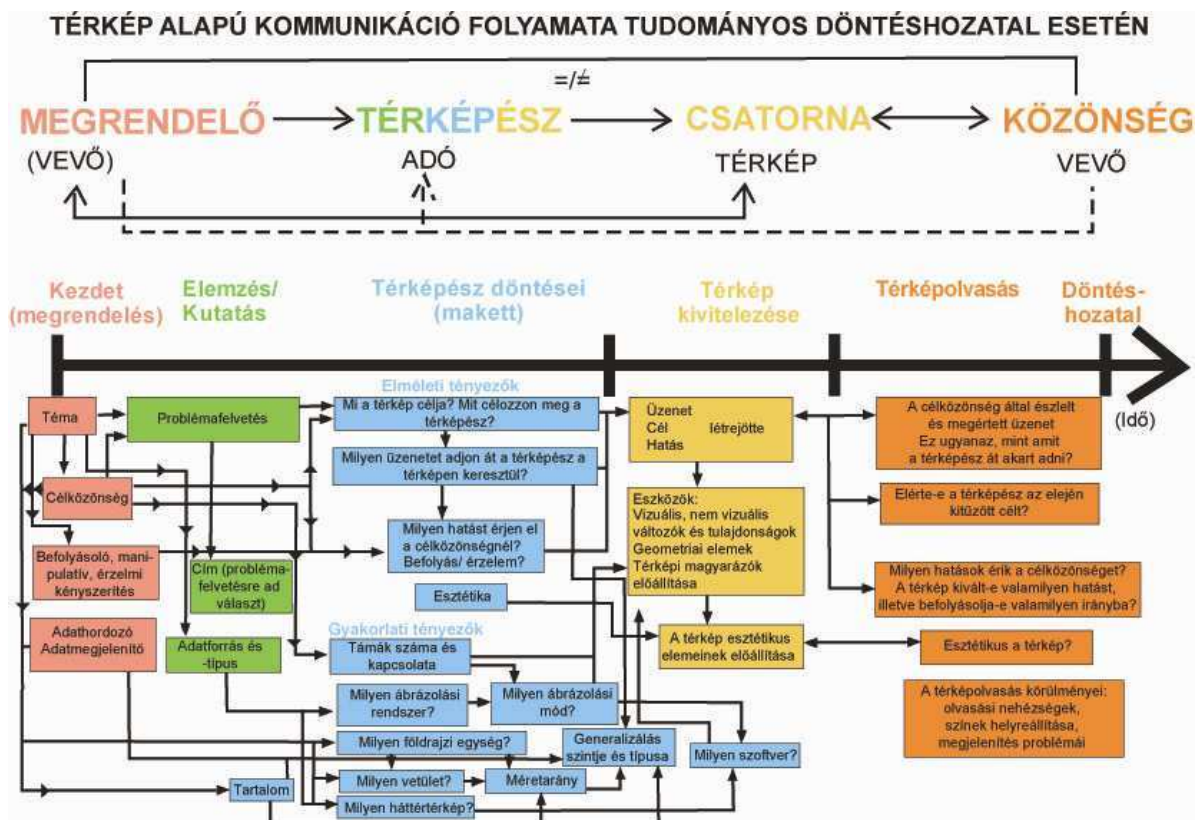 TÉRKÉP ALAPÚ KOMMUNIKÁCIÓ FOLYAMATA TUDOMÁNYOS DÖNTÉSHOZATAL ESETÉN
=/≠
MEGRENDELŐ
TÉRKÉPÉSZ
CSATORNA
KÖZÖNSÉG
(VEVŐ)
ADÓ
TÉRKÉP
VEVŐ
Kezdet
(megrendelés)
Elemzés/
Kutatás
Térképész döntései
(makett)
Térkép
kivitelezése
Térképolvasás
Döntés-
hozatal
(Idő)
Téma
Célközönség
Befolyásoló, mani-
pulatív, érzelmi
kényszerítés
Adathordozó
Adatmegjelenítő
Problémafelvetés
Cím (probléma-
felvetésre ad
választ)
Adatforrás és
-típus
Tartalom
Elméleti tényezők
Mi a térkép célja? Mit célozzon meg a
térképész?
Milyen üzenetet adjon át a térképész a
térképen keresztül?
Milyen hatást érjen el
a célközönségnél?
Befolyás/ érzelem?
Esztétika
Gyakorlati tényezők
Támák száma és
kapcsolata
Milyen ábrázolási
rendszer?
Milyen ábrázolási
mód?
Milyen földrajzi egység?
Generalizálás
szintje és típusa
Milyen szoftver?
Milyen vetület?
Méretarány
Milyen háttértérkép?
Üzenet
Cél létrejötte
Hatás
Eszközök:
Vizuális, nem vizuális
változók és tulajdonságok
Geometriai elemek
Térképi magyarázók
előállítása
A térkép esztétikus
elemeinek előállítása
A célközönség által észlelt
és megértett üzenet
Ez ugyanaz, mint amit
a térképész át akart adni?
Elérte-e a térképész az elején
kitűzött célt?
Milyen hatások érik a célközönséget?
A térkép kivált-e valamilyen hatást,
illetve befolyásolja-e valamilyen irányba?
Esztétikus a térkép?
A térképolvasás körülményei:
olvasási nehézségek,
színek helyreállítása,
megjelenítés problémái